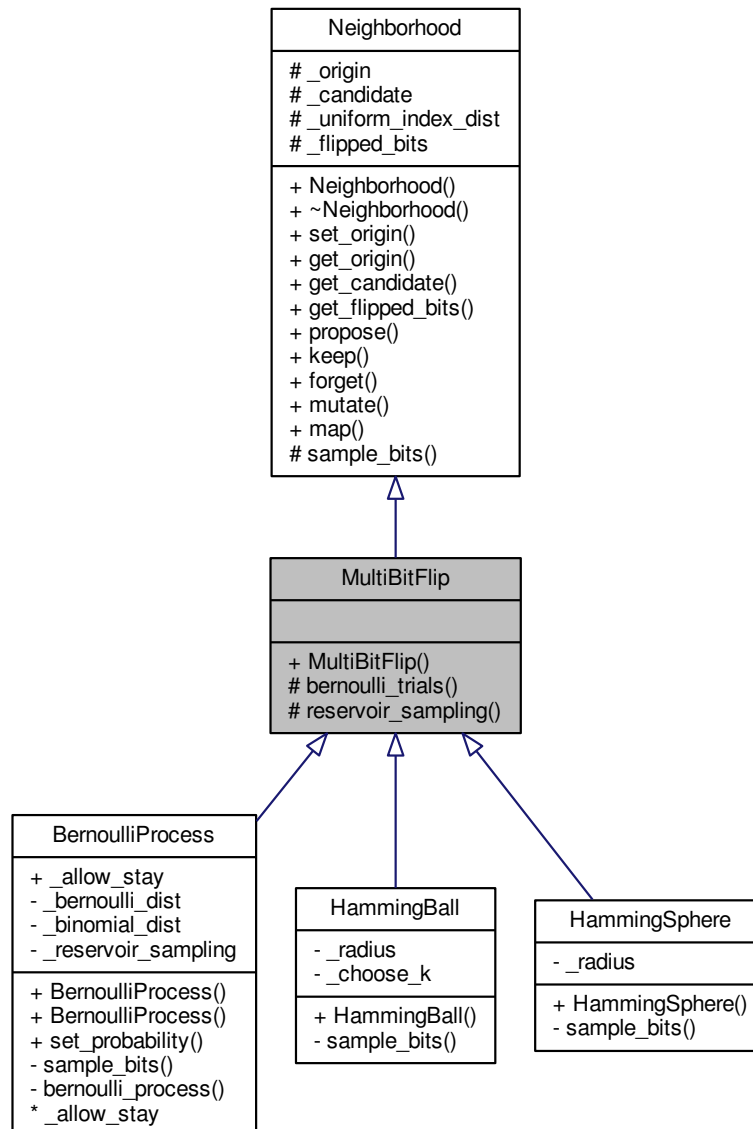 Neighborhood
# _origin
# _candidate
# _uniform_index_dist
# _flipped_bits
+ Neighborhood()
+ ~Neighborhood()
+ set_origin()
+ get_origin()
+ get_candidate()
+ get_flipped_bits()
+ propose()
+ keep()
+ forget()
+ mutate()
+ map()
# sample_bits()
MultiBitFlip
+ MultiBitFlip()
# bernoulli_trials()
# reservoir_sampling()
BernoulliProcess
+ _allow_stay
- _bernoulli_dist
- _binomial_dist
- _reservoir_sampling
+ BernoulliProcess()
+ BernoulliProcess()
+ set_probability()
- sample_bits()
- bernoulli_process()
* _allow_stay
HammingBall
- _radius
- _choose_k
+ HammingBall()
- sample_bits()
HammingSphere
- _radius
+ HammingSphere()
- sample_bits()